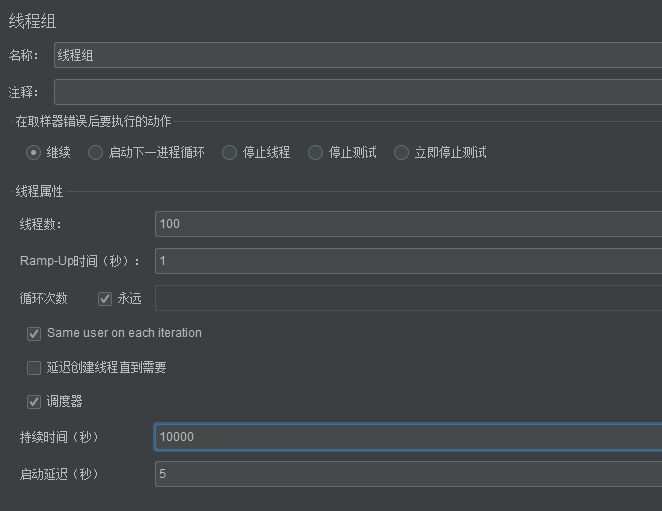 线程组
名称： 线程组
注释：
在取样器错误后要执行的动作
继续 启动下一进程循环 停止线程 停止测试 立即停止测试
线程属性
线程数： 100
Ramp-Up时间（秒）： 1
循环次数 永远
Same user on each iteration
延迟创建线程直到需要
调度器
持续时间（秒） 10000
启动延迟（秒） 5